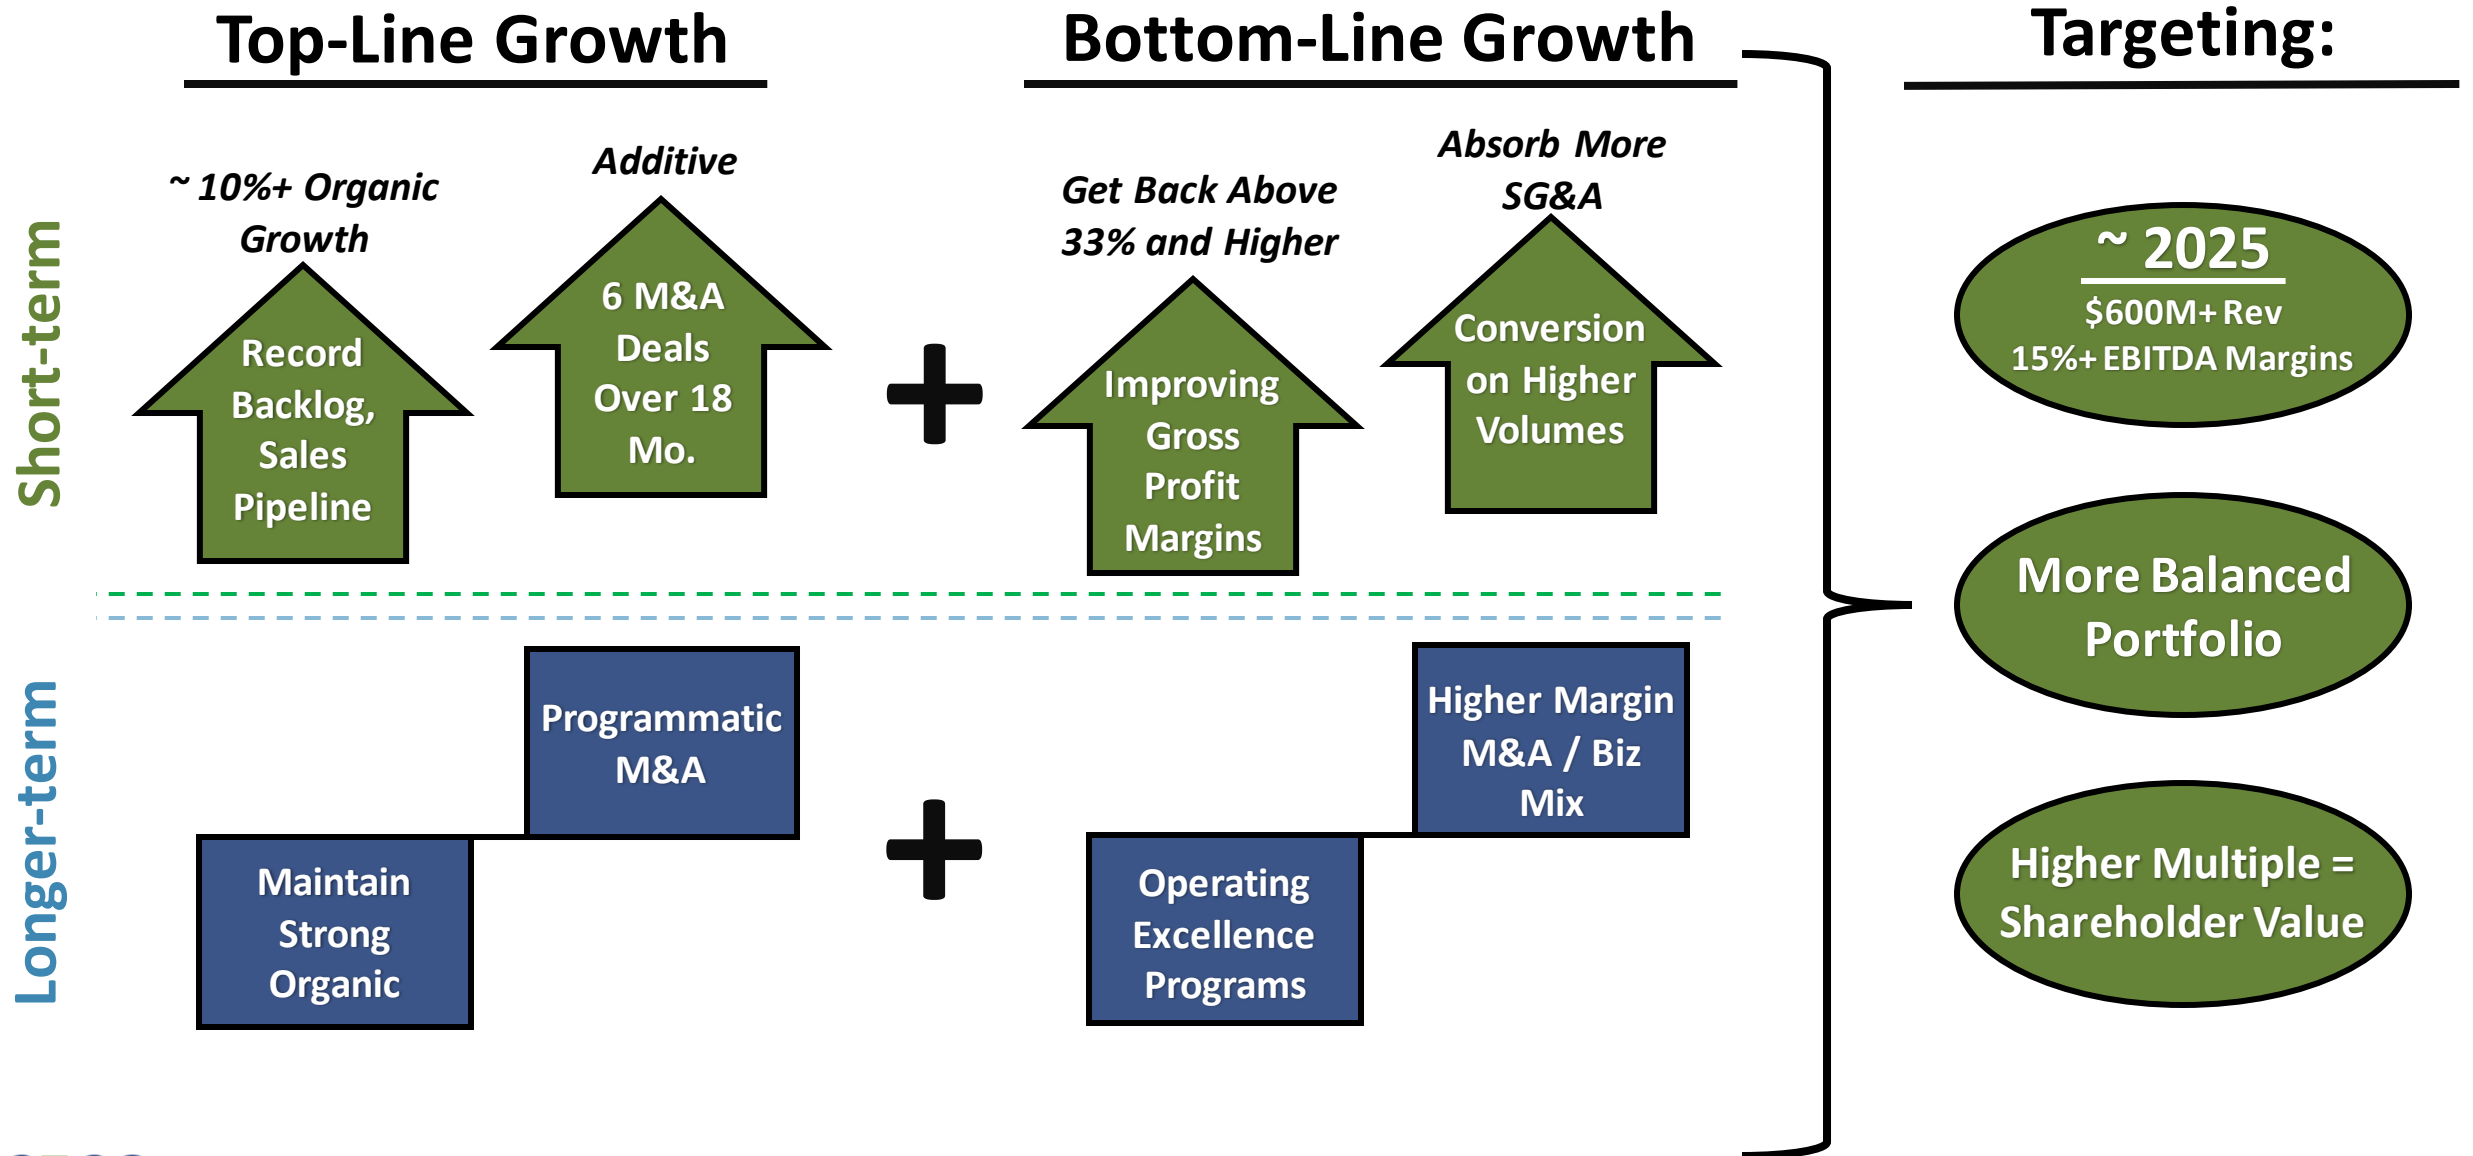 Top-Line Growth
Bottom-Line Growth
Targeting:
Short-term
~ 10%+ Organic
Growth
Record
Backlog,
Sales
Pipeline
Additive
6 M&A
Deals
Over 18
Mo.
+
Get Back Above
33% and Higher
Improving
Gross
Profit
Margins
Absorb More
SG&A
Conversion
on Higher
Volumes
Longer-term
Maintain
Strong
Organic
Programmatic
M&A
+
Operating
Excellence
Programs
Higher Margin
M&A / Biz
Mix
~ 2025
$600M+ Rev
15%+ EBITDA Margins
More Balanced
Portfolio
Higher Multiple =
Shareholder Value